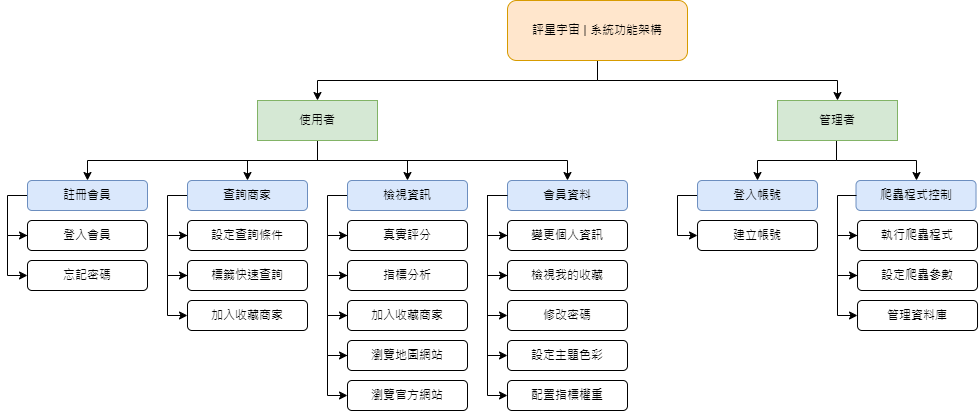 評星宇宙 | 系統功能架構
使用者
管理者
註冊會員
登入會員
忘記密碼
查詢商家
設定查詢條件
標籤快速查詢
加入收藏商家
檢視資訊
真實評分
指標分析
加入收藏商家
瀏覽地圖網站
瀏覽官方網站
會員資料
變更個人資訊
檢視我的收藏
修改密碼
設定主題色彩
配置指標權重
登入帳號
建立帳號
爬蟲程式控制
執行爬蟲程式
設定爬蟲參數
管理資料庫